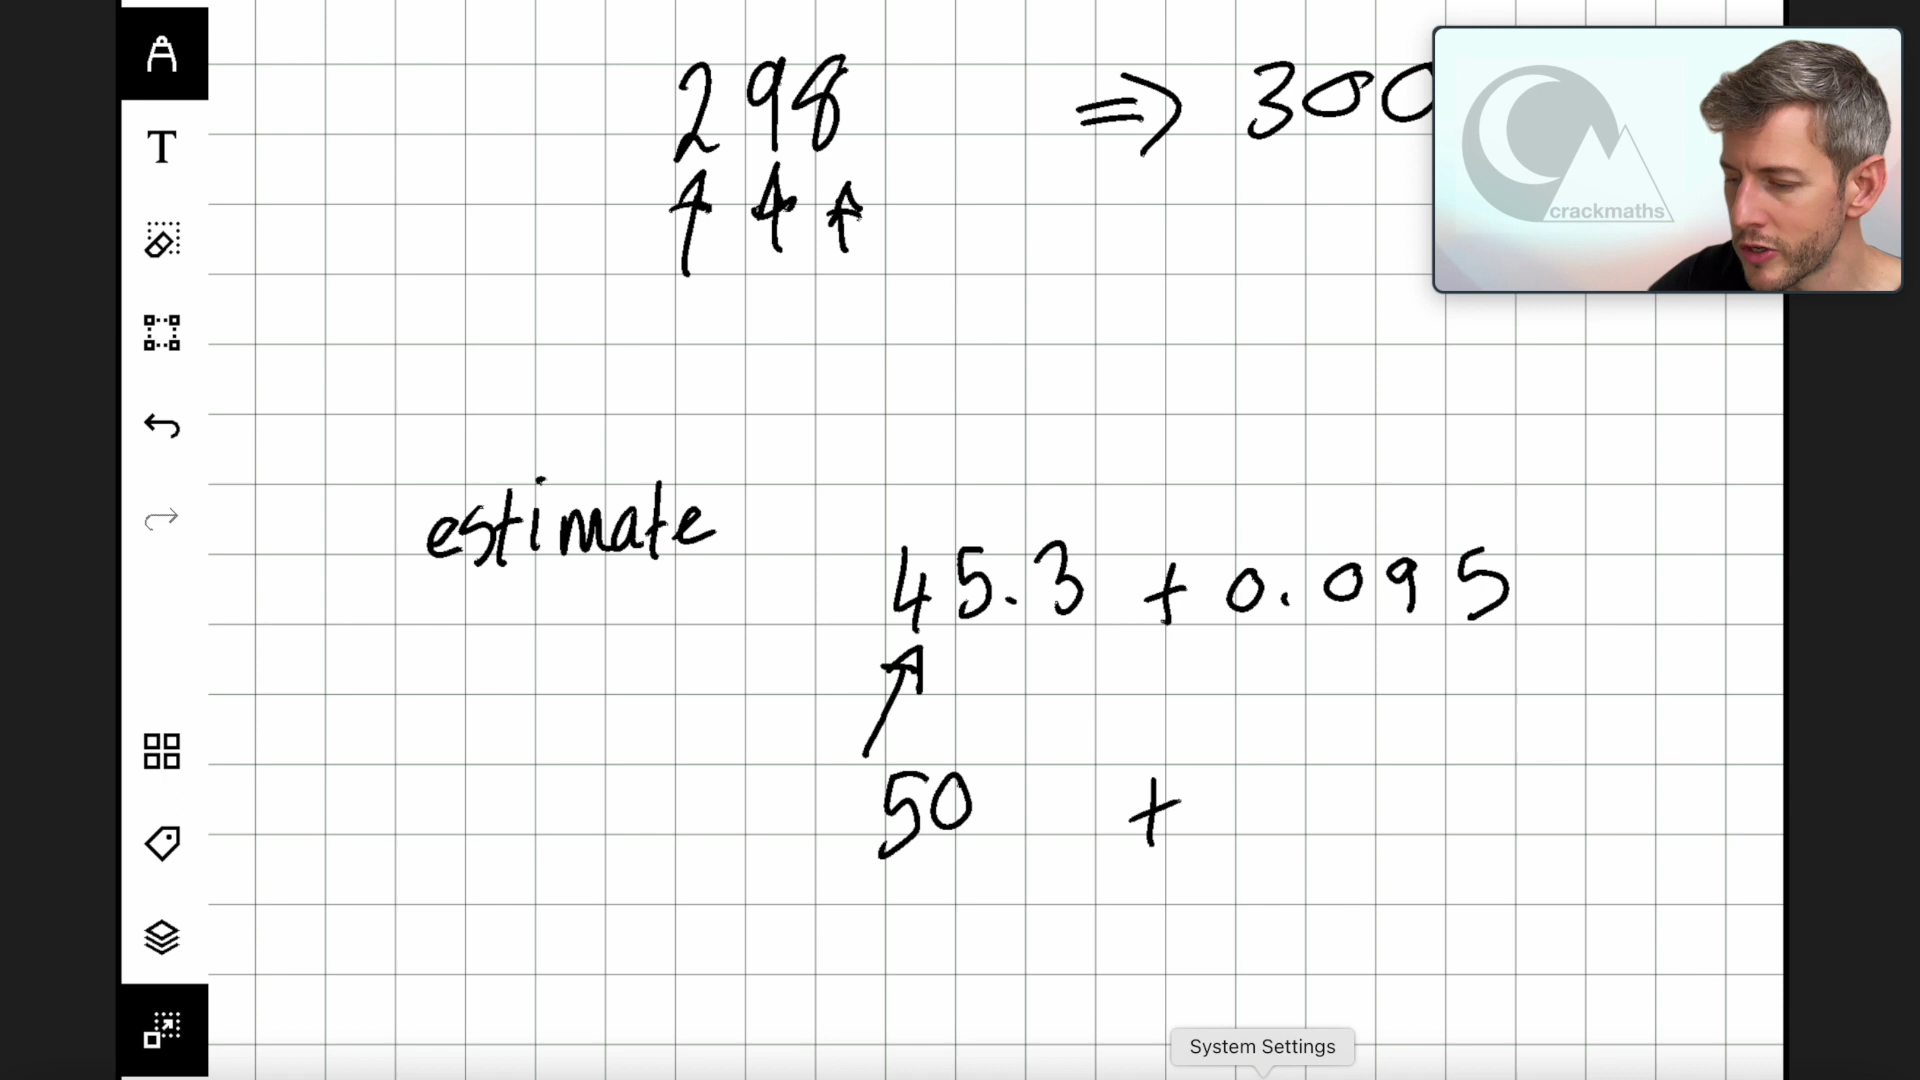 298 => 300
crackmaths
T
estimate
45.3 + 0.095
50 +
System Settings